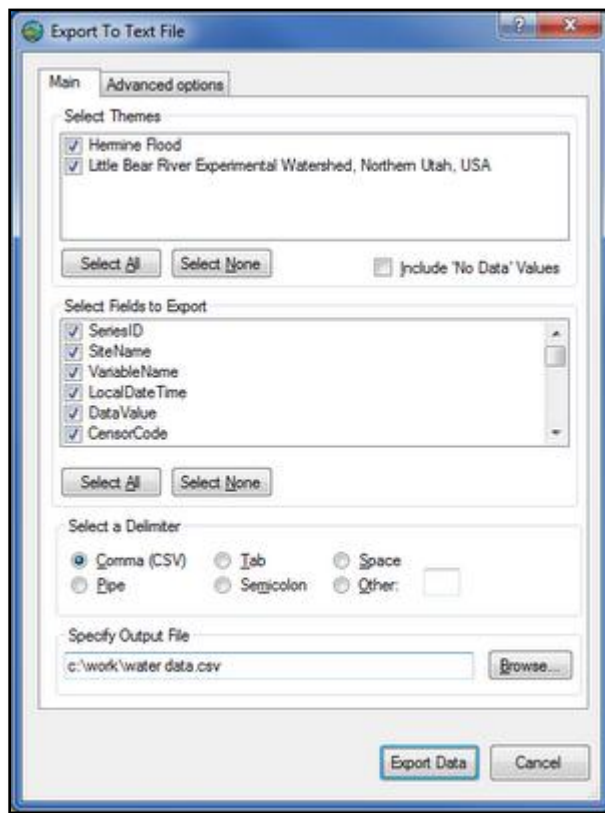 Export To Text File
Main Advanced options
Select Themes
Hermine Flood
Little Bear River Experimental Watershed, Northern Utah, USA
Select All Select None Include 'No Data' Values
Select Fields to Export
SeriesID
SiteName
VariableName
LocalDateTime
DataValue
CensorCode
Select All Select None
Select a Delimiter
Comma (CSV) Tab Space
Pipe Semicolon Other:
Specify Output File
c:\work\water data.csv Browse...
Export Data Cancel